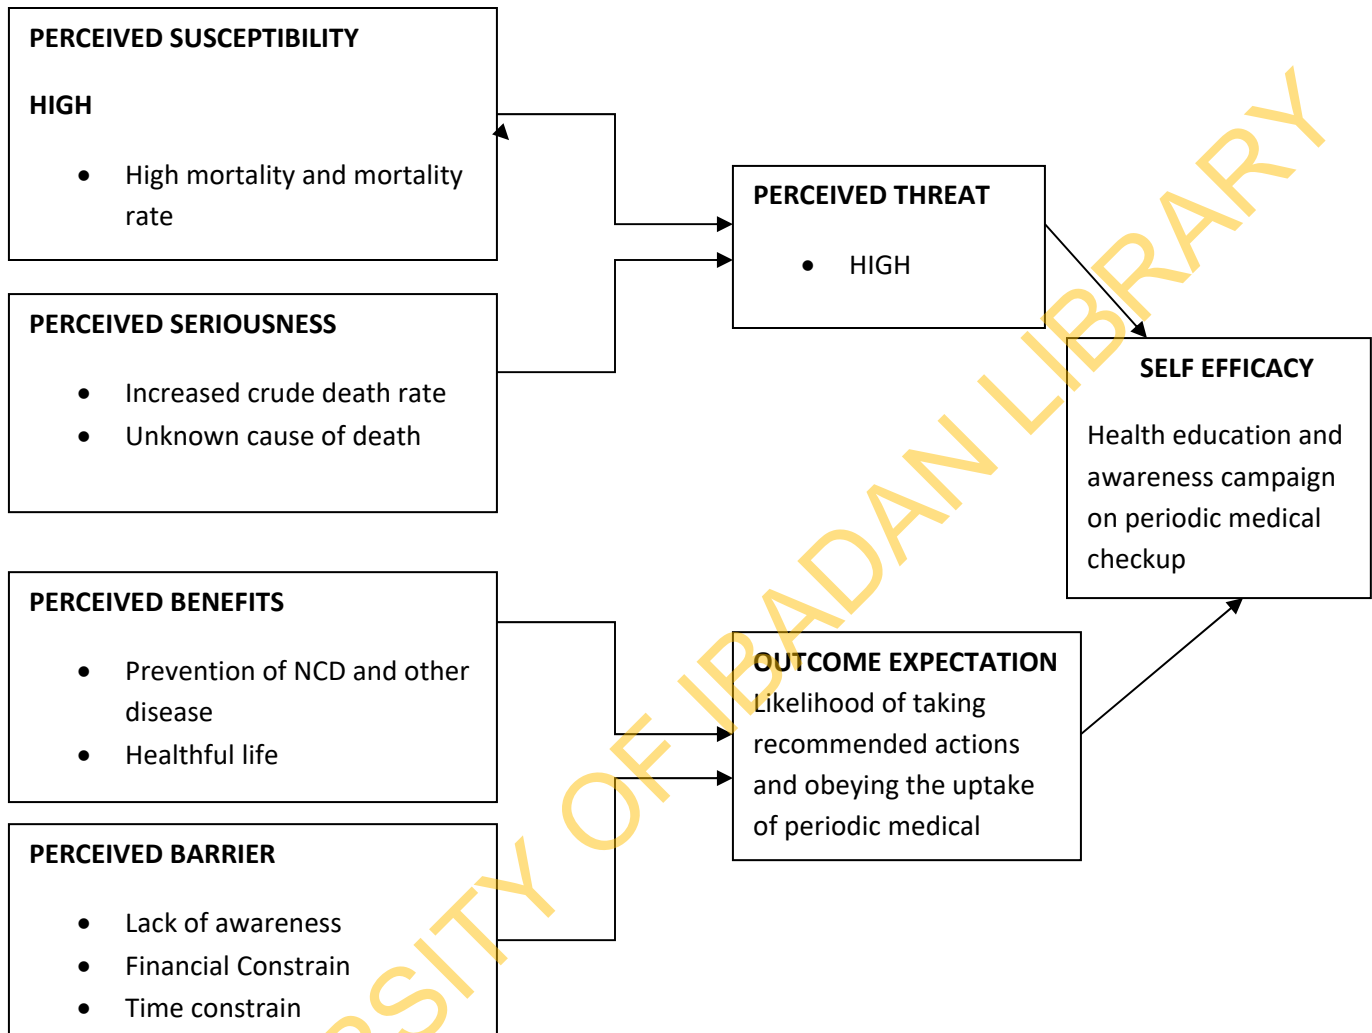 PERCEIVED SUSCEPTIBILITY
HIGH
• High mortality and mortality
rate
PERCEIVED SERIOUSNESS
• Increased crude death rate
• Unknown cause of death
PERCEIVED THREAT
• HIGH
SELF EFFICACY
Health education and
awareness campaign
on periodic medical
checkup
PERCEIVED BENEFITS
• Prevention of NCD and other
disease
• Healthful life
OUTCOME EXPECTATION
Likelihood of taking
recommended actions
and obeying the uptake
of periodic medical
PERCEIVED BARRIER
• Lack of awareness
• Financial Constrain
• Time constrain
RSITY OF IBADAN LIBRARY